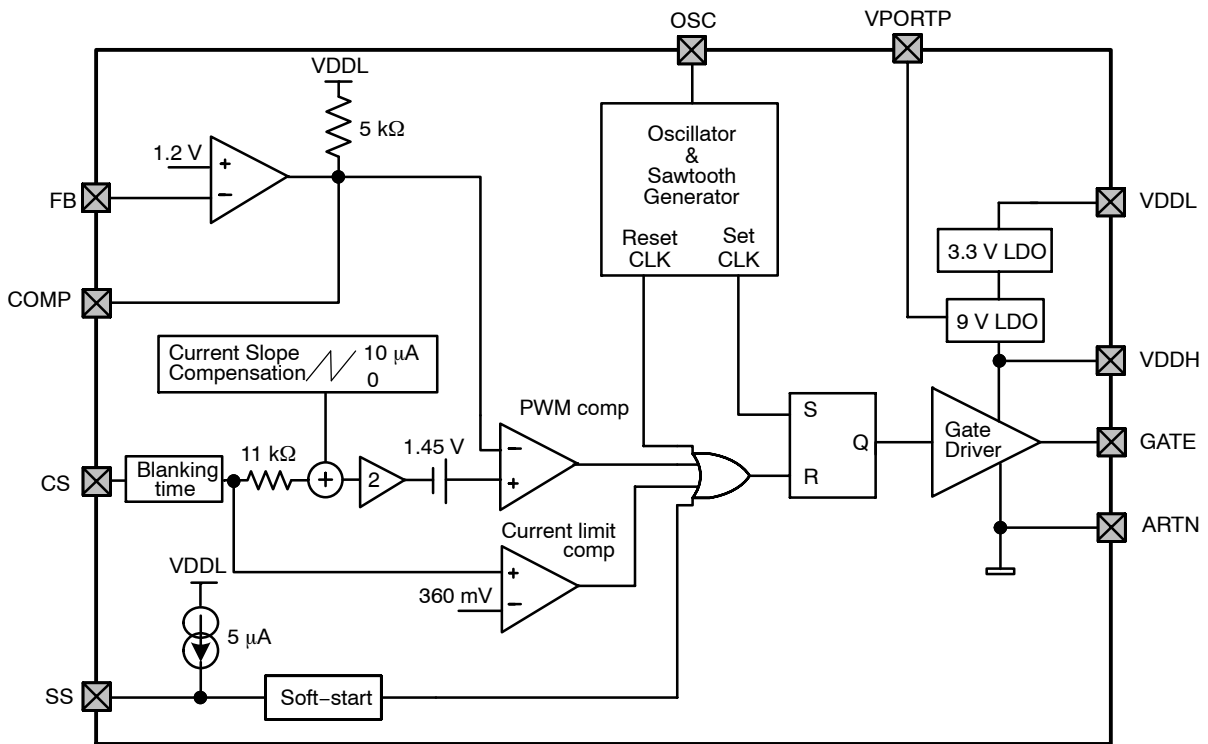 OSC
VPORTP
VDDL
5 kΩ
1.2 V
+
−
FB
COMP
Oscillator
&
Sawtooth
Generator
Reset
CLK
Set
CLK
VDDL
3.3 V LDO
9 V LDO
VDDH
Current Slope
Compensation
10 μA
0
PWM comp
1.45 V
11 kΩ
CS
Blanking
time
+
2
−
+
S
Q
R
Gate
Driver
GATE
ARTN
Current limit
comp
+
360 mV
−
VDDL
5 μA
SS
Soft−start